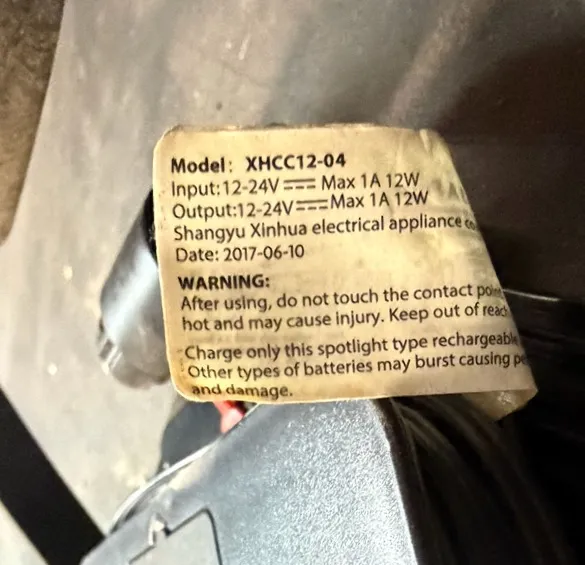 Model: XHCC12-04
Input:12-24V⎓ Max 1A 12W
Output:12-24V⎓Max 1A 12W
Shangyu Xinhua electrical appliance
Date: 2017-06-10
WARNING:
After using, do not touch the contact
hot and may cause injury. Keep out of
Charge only this spotlight type rechargeable
Other types of batteries may burst causing
and damage.